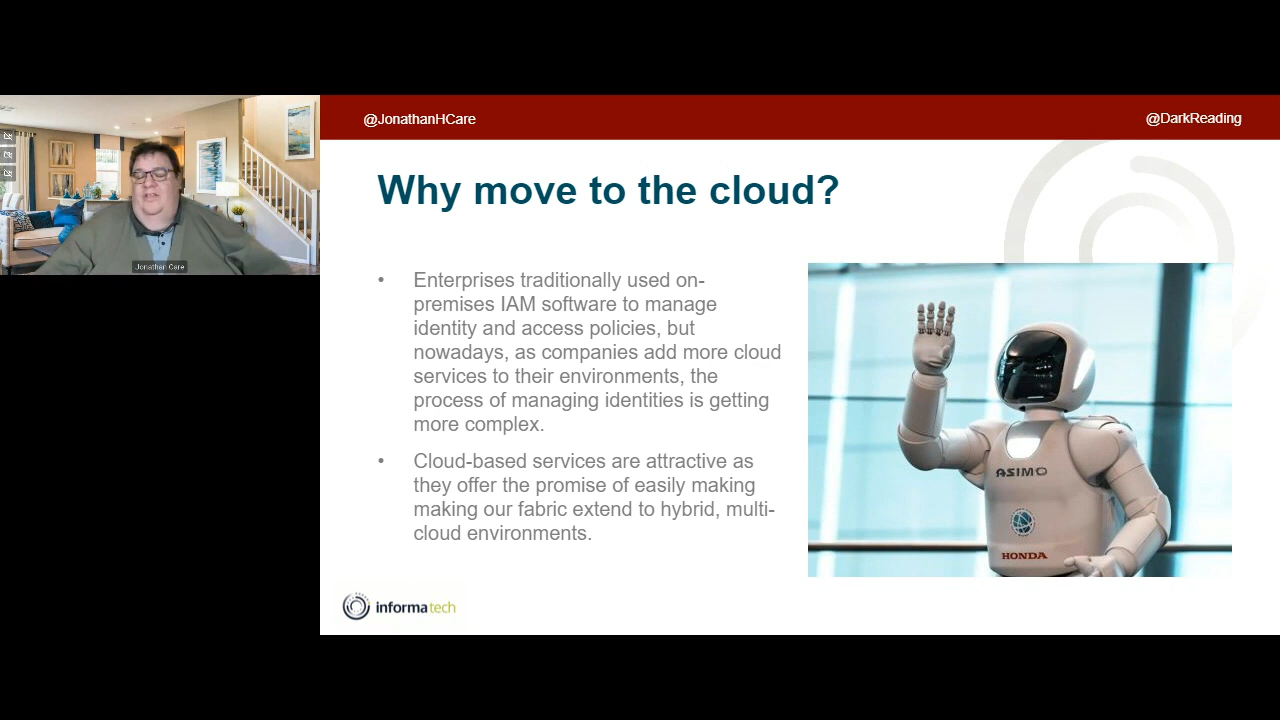 @JonathanHCare
@DarkReading
Why move to the cloud?
• Enterprises traditionally used on-
premises IAM software to manage
identity and access policies, but
nowadays, as companies add more cloud
services to their environments, the
process of managing identities is getting
more complex.
• Cloud-based services are attractive as
they offer the promise of easily making
making our fabric extend to hybrid, multi-
cloud environments.
ASIMO
HONDA
informa tech
Jonathan Care